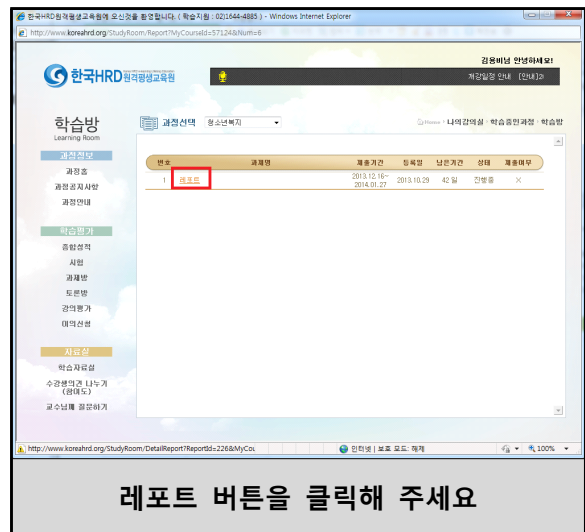 한국HRD원격평생교육원에 오신것을 환영합니다. ( 학습지원 : 02)1644-4885 ) - Windows Internet Explorer
http://www.koreahrd.org/StudyRoom/Report?MyCourseId=57124&Num=6
김용비님 안녕하세요!
한국HRD원격평생교육원
개강일정 안내 [안내]2
학습방
Learning Room
과정선택 청소년복지
Home > 나의강의실 > 학습중인과정 > 학습방
과정정보
과정홈
과정공지사항
과정안내
번호 과제명 제출기간 등록일 남은기간 상태 제출여부
1 레포트 2013.12.16~ 2014.01.27 2013.10.29 42 일 진행중 ×
학습평가
종합성적
시험
과제방
토론방
강의평가
이의신청
자료실
학습자료실
수강생의견 나누기
(참여도)
교수님께 질문하기
http://www.koreahrd.org/StudyRoom/DetailReport?ReportId=226&MyCou
인터넷 | 보호 모드: 해제
100%
레포트 버튼을 클릭해 주세요